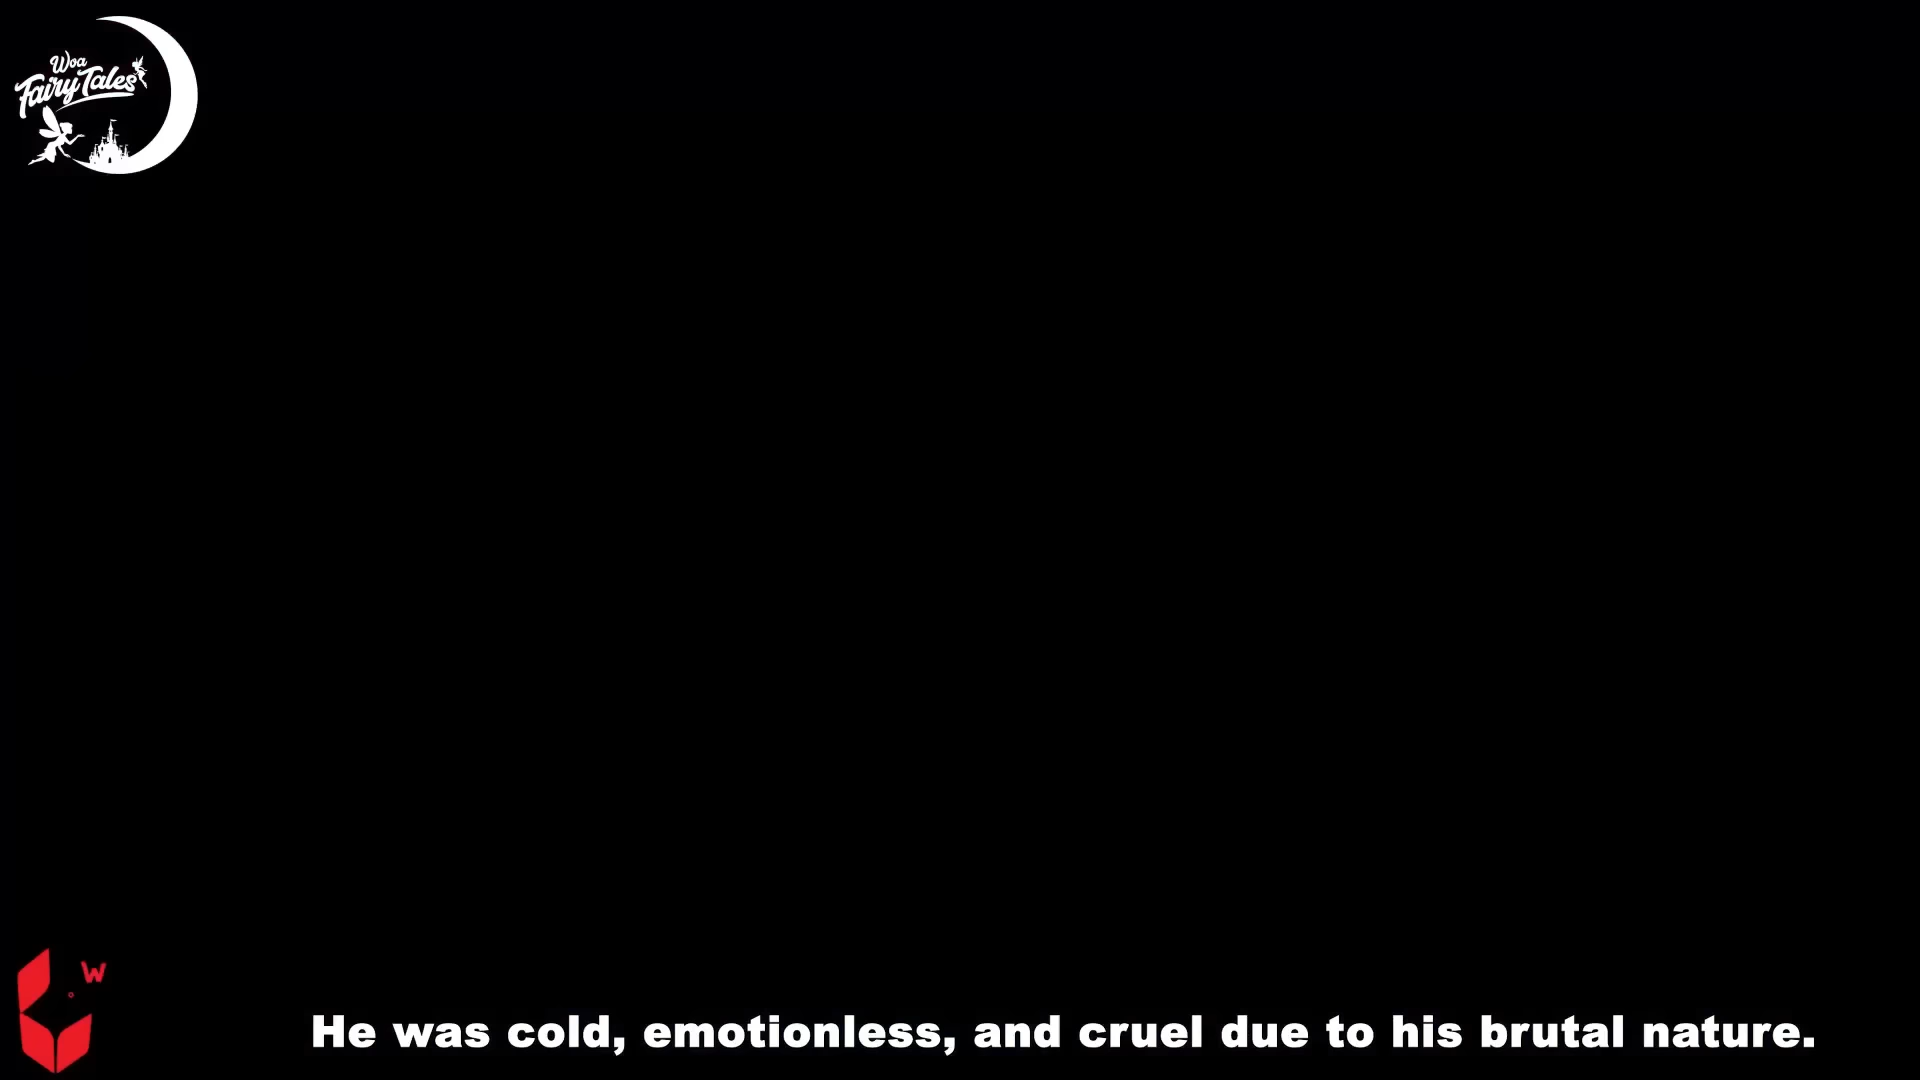 Woa
Fairy Tales
W
He was cold, emotionless, and cruel due to his brutal nature.